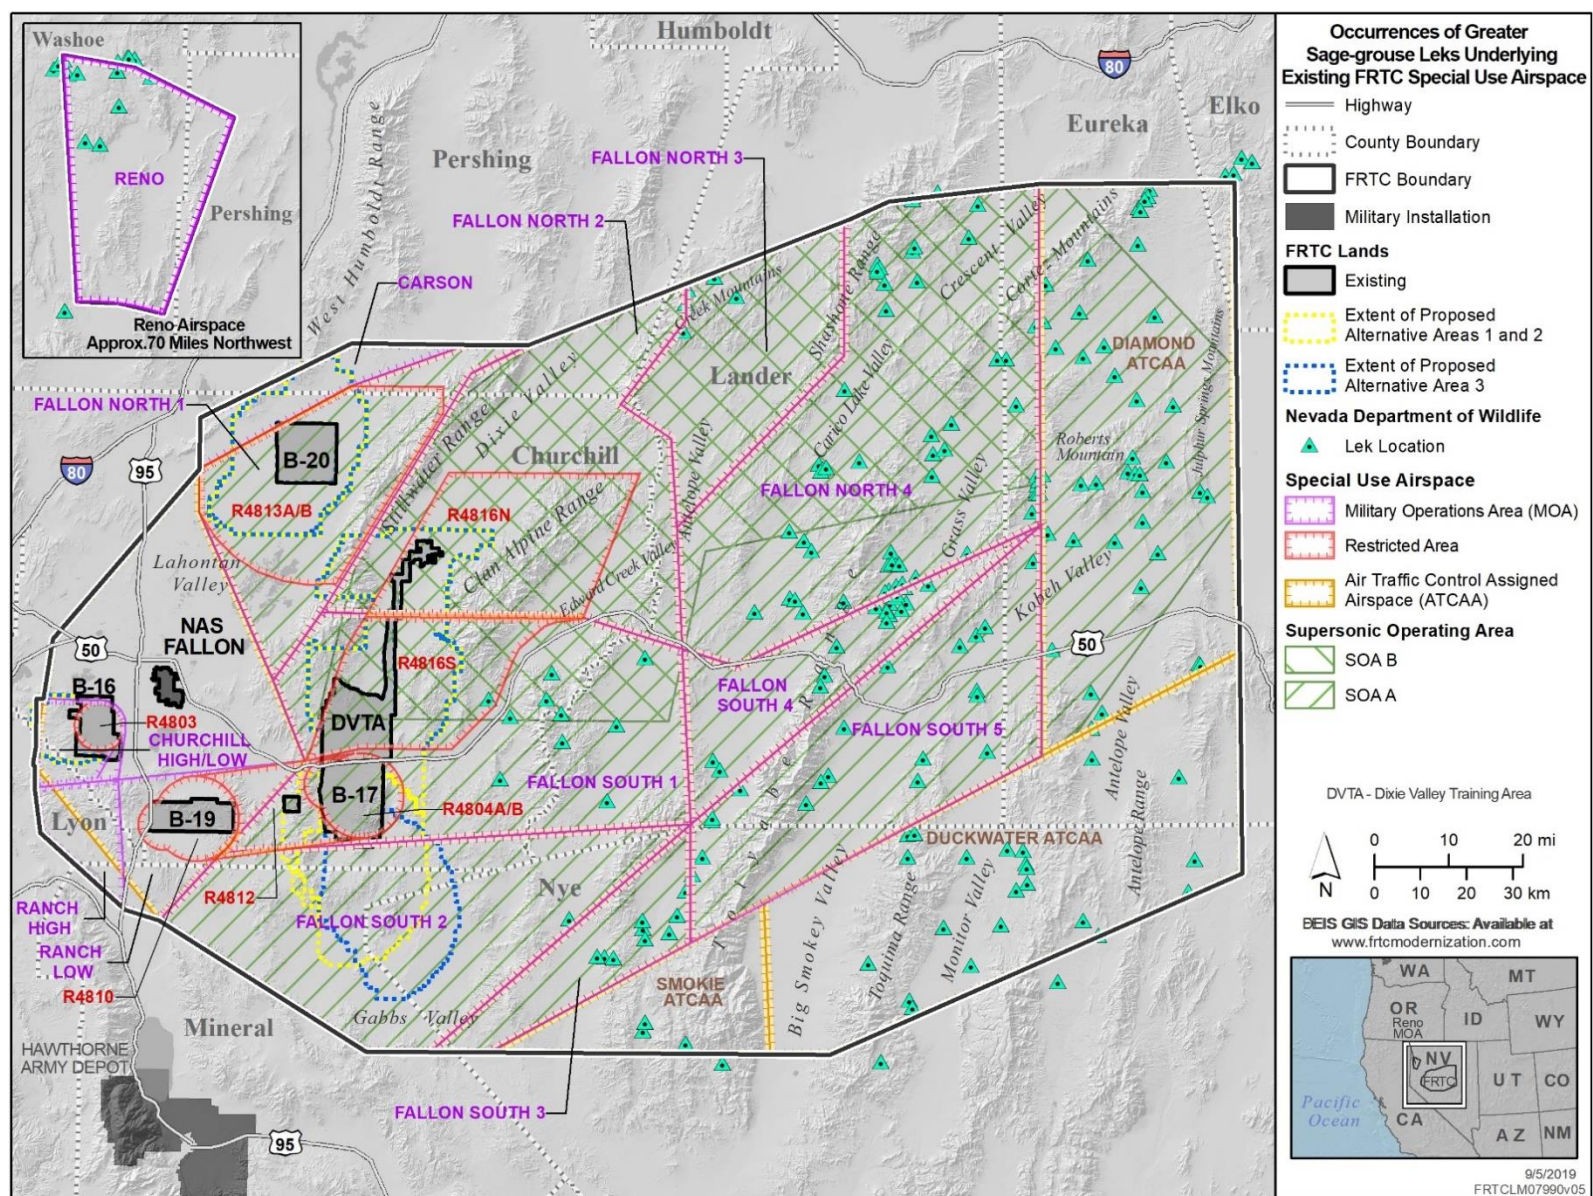 Washoe
RENO
Pershing
Reno Airspace
Approx.70 Miles Northwest
Humboldt
80
Elko
Eureka
Pershing
FALLON NORTH 3
FALLON NORTH 2
CARSON
West Humboldt Range
FALLON NORTH 1
Creek Mountains
Shashone Range
Crescent Valley
Cortez Mountains
DIAMOND
ATCAA
Julphur Springs Mountains
Lander
Carico Lake Valley
B-20
Stillwater Range
Dixie Valley
Churchill
Antelope Valley
Roberts
Mountain
80
95
R4813A/B
R4816N
FALLON NORTH 4
Grass Valley
Clan Alpine Range
Edward Creek Valley
Lahontan
Valley
Kobeh Valley
NAS
FALLON
50
50
B-16
R4816S
R4803
CHURCHILL
HIGH/LOW
DVTA
FALLON
SOUTH 4
FALLON SOUTH 5
Antelope Valley
Toiyabe Range
FALLON SOUTH 1
B-17
R4804A/B
Lyon
B-19
Antelope Range
DUCKWATER ATCAA
R4812
Nye
RANCH
HIGH
RANCH
LOW
R4810
FALLON SOUTH 2
Big Smokey Valley
Toquima Range
Monitor Valley
SMOKIE
ATCAA
Gabbs Valley
Mineral
HAWTHORNE
ARMY DEPOT
FALLON SOUTH 3
95
Occurrences of Greater
Sage-grouse Leks Underlying
Existing FRTC Special Use Airspace
Highway
County Boundary
FRTC Boundary
Military Installation
FRTC Lands
Existing
Extent of Proposed
Alternative Areas 1 and 2
Extent of Proposed
Alternative Area 3
Nevada Department of Wildlife
Lek Location
Special Use Airspace
Military Operations Area (MOA)
Restricted Area
Air Traffic Control Assigned
Airspace (ATCAA)
Supersonic Operating Area
SOA B
SOA A
DVTA - Dixie Valley Training Area
0 10 20 mi
N
0 10 20 30 km
DEIS GIS Data Sources: Available at
www.frtcmodernization.com
WA
MT
OR
Reno
MOA
ID
WY
NV
FRTC
UT
CO
Pacific
Ocean
CA
AZ
NM
9/5/2019
FRTCLM07990v05